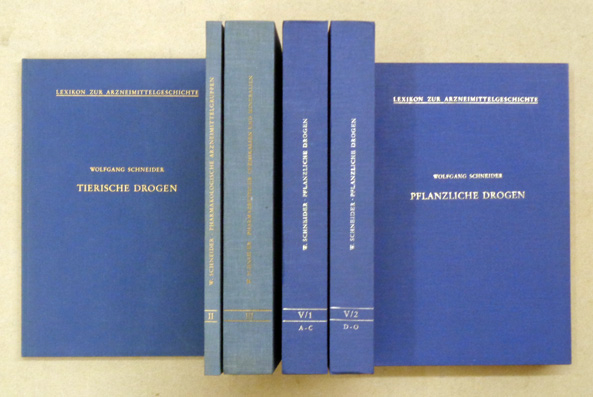 LEXIKON ZUR ARZNEIMITTELGESCHICHTE
WOLFGANG SCHNEIDER
TIERISCHE DROGEN
W. SCHNEIDER · PHARMAKOLOGISCHE ARZNEIMITTELGRUPPEN
II
III
W. SCHNEIDER · PFLANZLICHE DROGEN
V/1
A-C
W. SCHNEIDER · PFLANZLICHE DROGEN
V/2
D-O
LEXIKON ZUR ARZNEIMITTELGESCHICHTE
WOLFGANG SCHNEIDER
PFLANZLICHE DROGEN